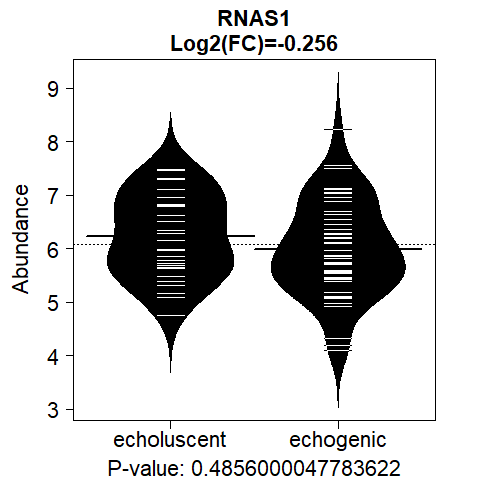 RNAS1
Log2(FC)=-0.256
Abundance
9
8
7
6
5
4
3
echoluscent echogenic
P-value: 0.4856000047783622